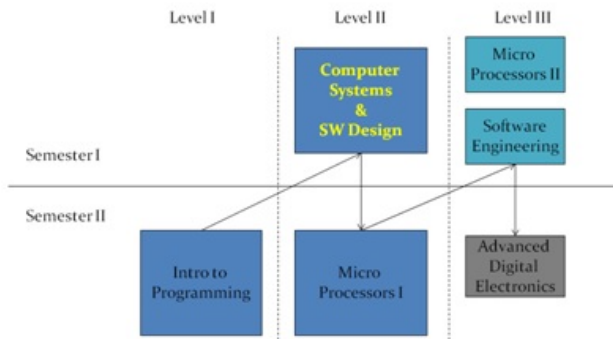 Level I
Level II
Level III
Computer
Systems
&
SW Design
Micro
Processors II
Software
Engineering
Semester I
Semester II
Intro to
Programming
Micro
Processors I
Advanced
Digital
Electronics